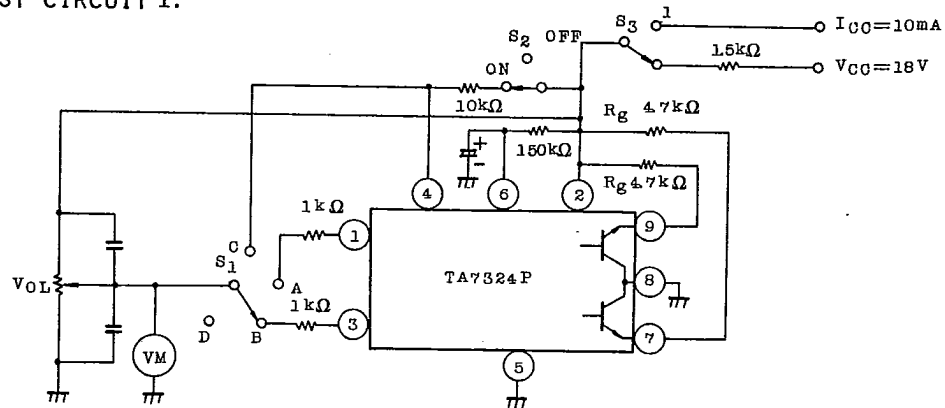 ST CIRCUIT 1.
S3 1 ICC=10mA
S2 OFF
ON
1.5kΩ VCC=18V
10kΩ
Rg 4.7kΩ
+
-
150kΩ
Rg 4.7kΩ
4 6 2
1kΩ 1 9
C
S1
A
TA7324P
8
VOL
1kΩ
3
D B
7
VM
5